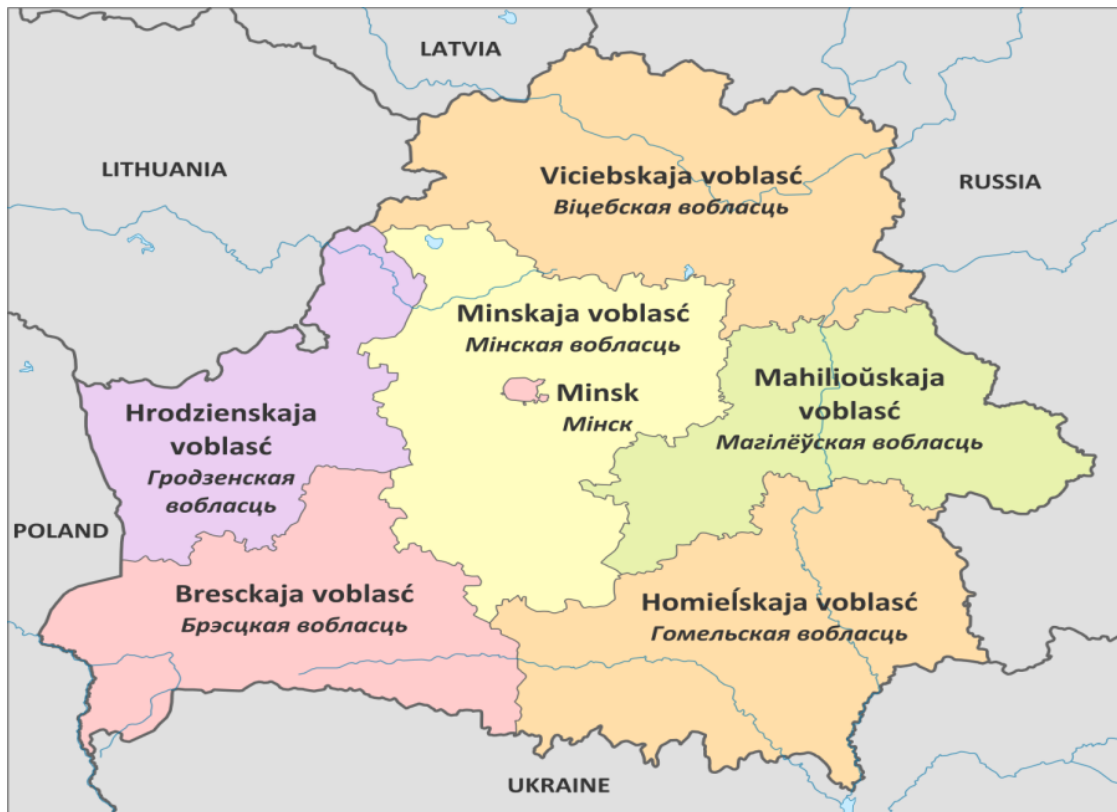 LATVIA
LITHUANIA
RUSSIA
Viciebskaja voblasć
Віцебская вобласць
Minskaja voblasć
Мінская вобласць
Minsk
Мінск
Mahilioŭskaja
voblasć
Магілёўская вобласць
Hrodzienskaja
voblasć
Гродзенская
вобласць
POLAND
Bresckaja voblasć
Брэсцкая вобласць
Homieĺskaja voblasć
Гомельская вобласць
UKRAINE